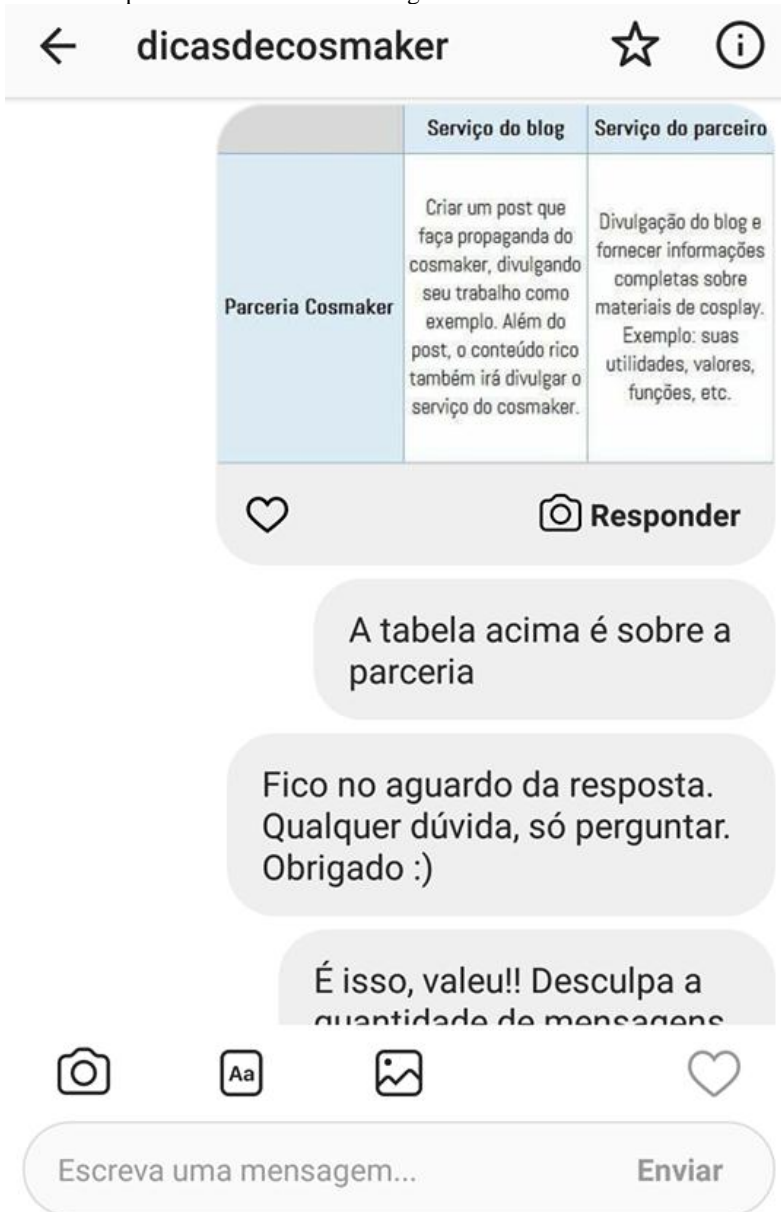 dicasdecosmaker
Serviço do blog
Serviço do parceiro
Parceria Cosmaker
Criar um post que
faça propaganda do
cosmaker, divulgando
seu trabalho como
exemplo. Além do
post, o conteúdo rico
também irá divulgar o
serviço do cosmaker.
Divulgação do blog e
fornecer informações
completas sobre
materiais de cosplay.
Exemplo: suas
utilidades, valores,
funções, etc.
Responder
A tabela acima é sobre a
parceria
Fico no aguardo da resposta.
Qualquer dúvida, só perguntar.
Obrigado :)
É isso, valeu!! Desculpa a
quantidade de mensagens
Aa
Escreva uma mensagem...
Enviar